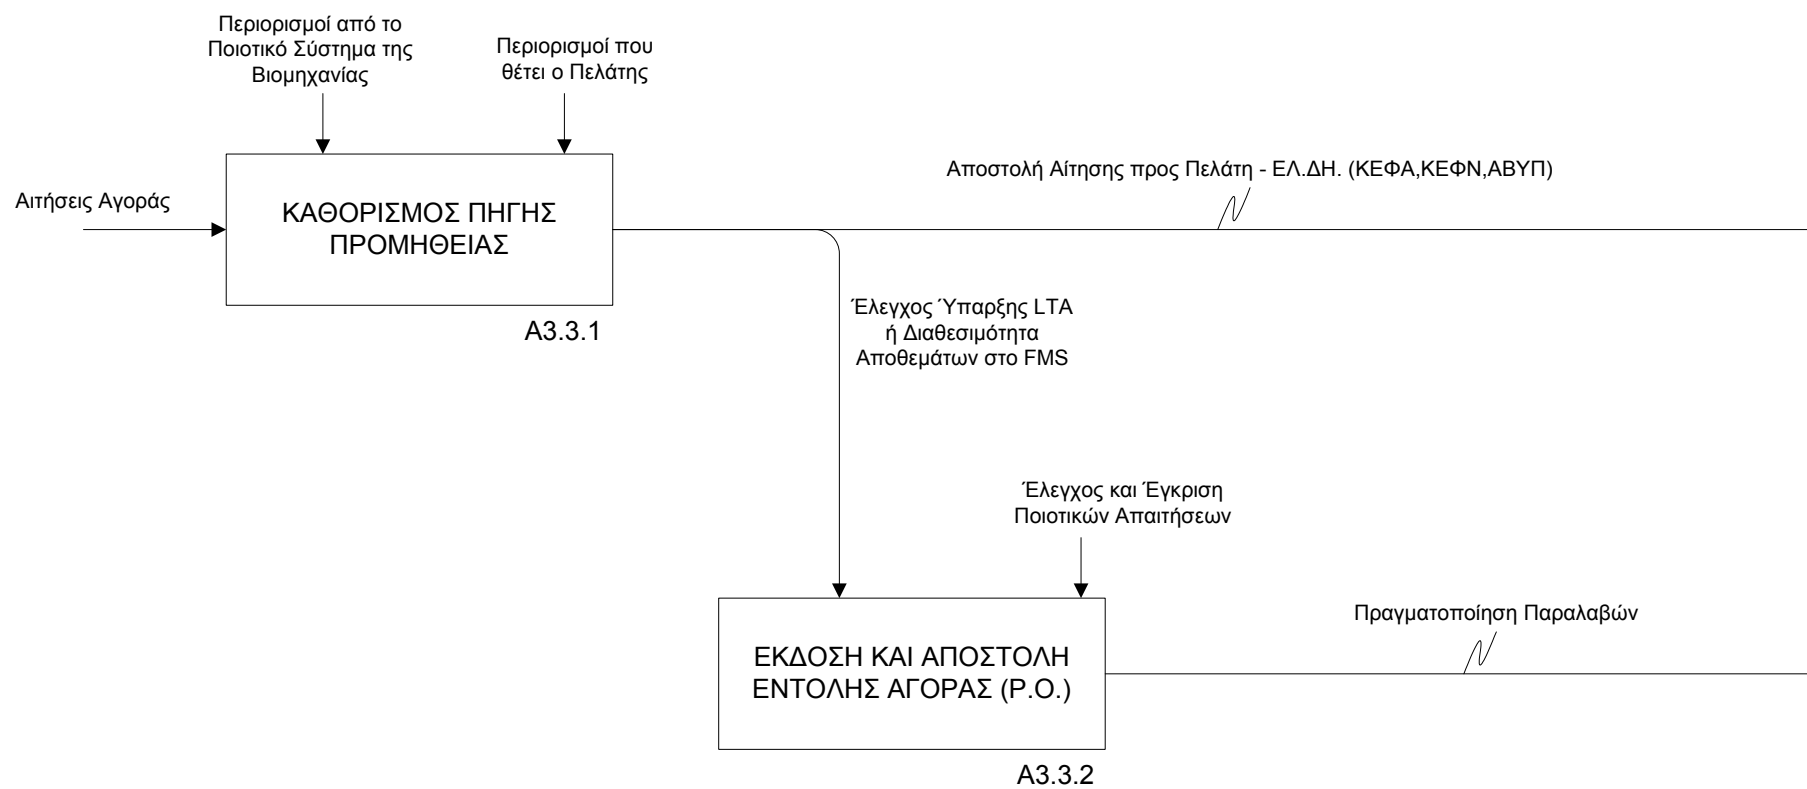 Περιορισμοί από το
Ποιοτικό Σύστημα της
Βιομηχανίας
Περιορισμοί που
θέτει ο Πελάτης
Αιτήσεις Αγοράς
ΚΑΘΟΡΙΣΜΟΣ ΠΗΓΗΣ
ΠΡΟΜΗΘΕΙΑΣ
A3.3.1
Αποστολή Αίτησης προς Πελάτη - ΕΛ.ΔΗ. (ΚΕΦΑ,ΚΕΦΝ,ΑΒΥΠ)
Έλεγχος Ύπαρξης LTA
ή Διαθεσιμότητα
Αποθεμάτων στο FMS
Έλεγχος και Έγκριση
Ποιοτικών Απαιτήσεων
ΕΚΔΟΣΗ ΚΑΙ ΑΠΟΣΤΟΛΗ
ΕΝΤΟΛΗΣ ΑΓΟΡΑΣ (P.O.)
A3.3.2
Πραγματοποίηση Παραλαβών